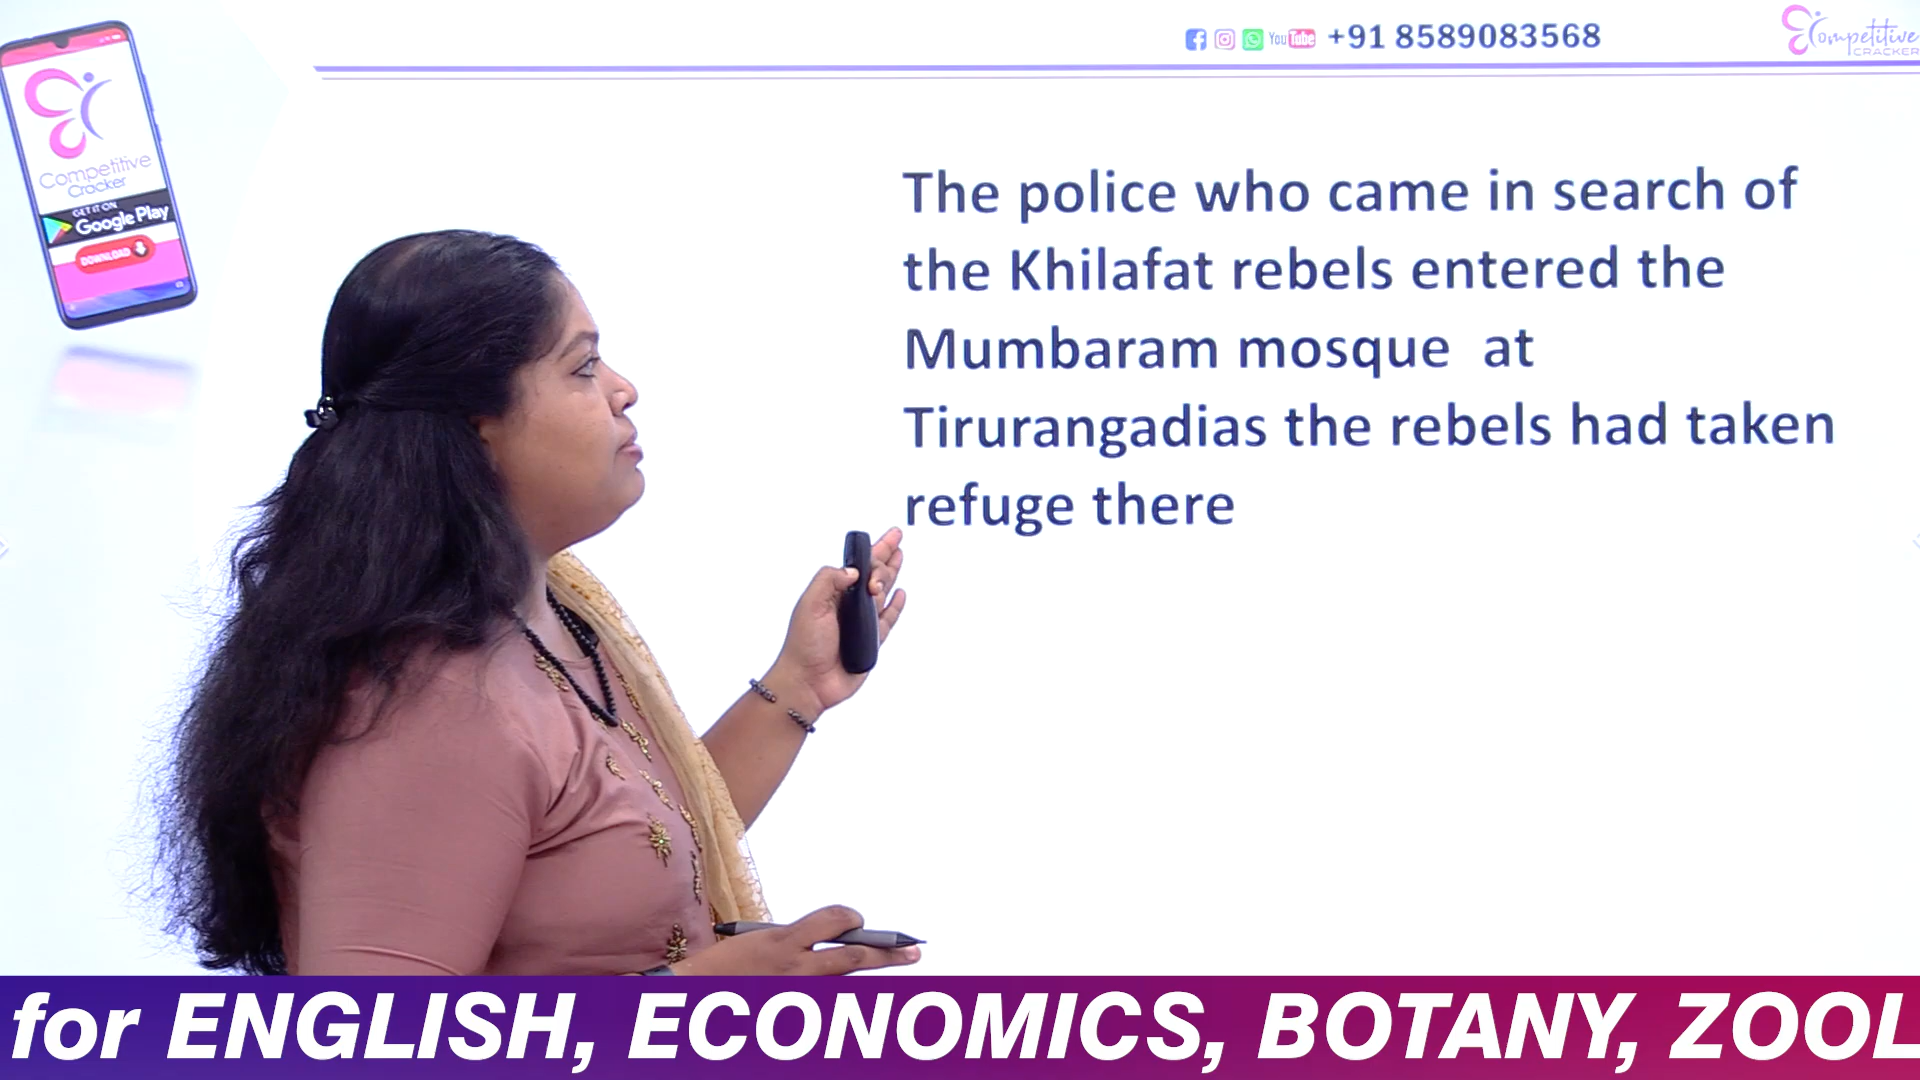 You Tube +91 8589083568
Competitive
CRACKER
Competitive
Cracker
GET IT ON
Google Play
DOWNLOAD
The police who came in search of
the Khilafat rebels entered the
Mumbaram mosque at
Tirurangadias the rebels had taken
refuge there
for ENGLISH, ECONOMICS, BOTANY, ZOOL